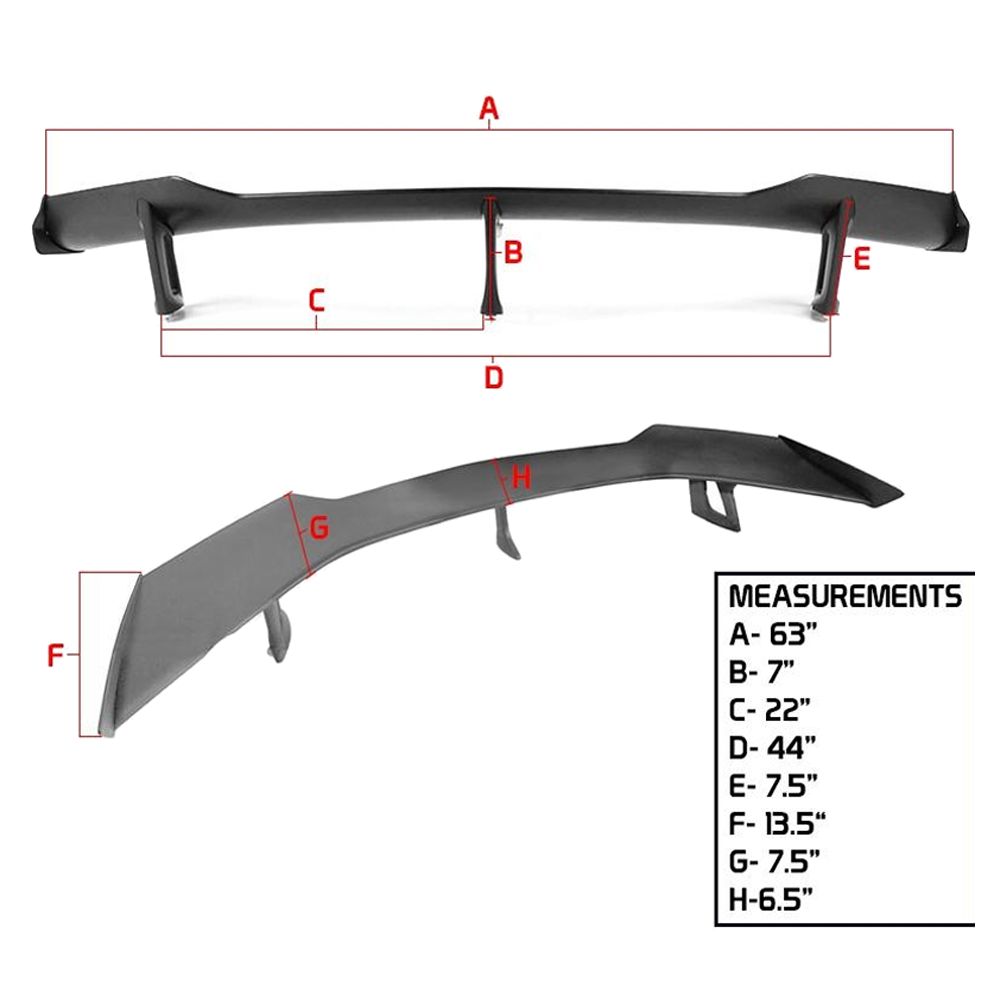 A
B
E
C
D
H
G
F
MEASUREMENTS
A- 63”
B- 7”
C- 22”
D- 44”
E- 7.5”
F- 13.5“
G- 7.5”
H-6.5”